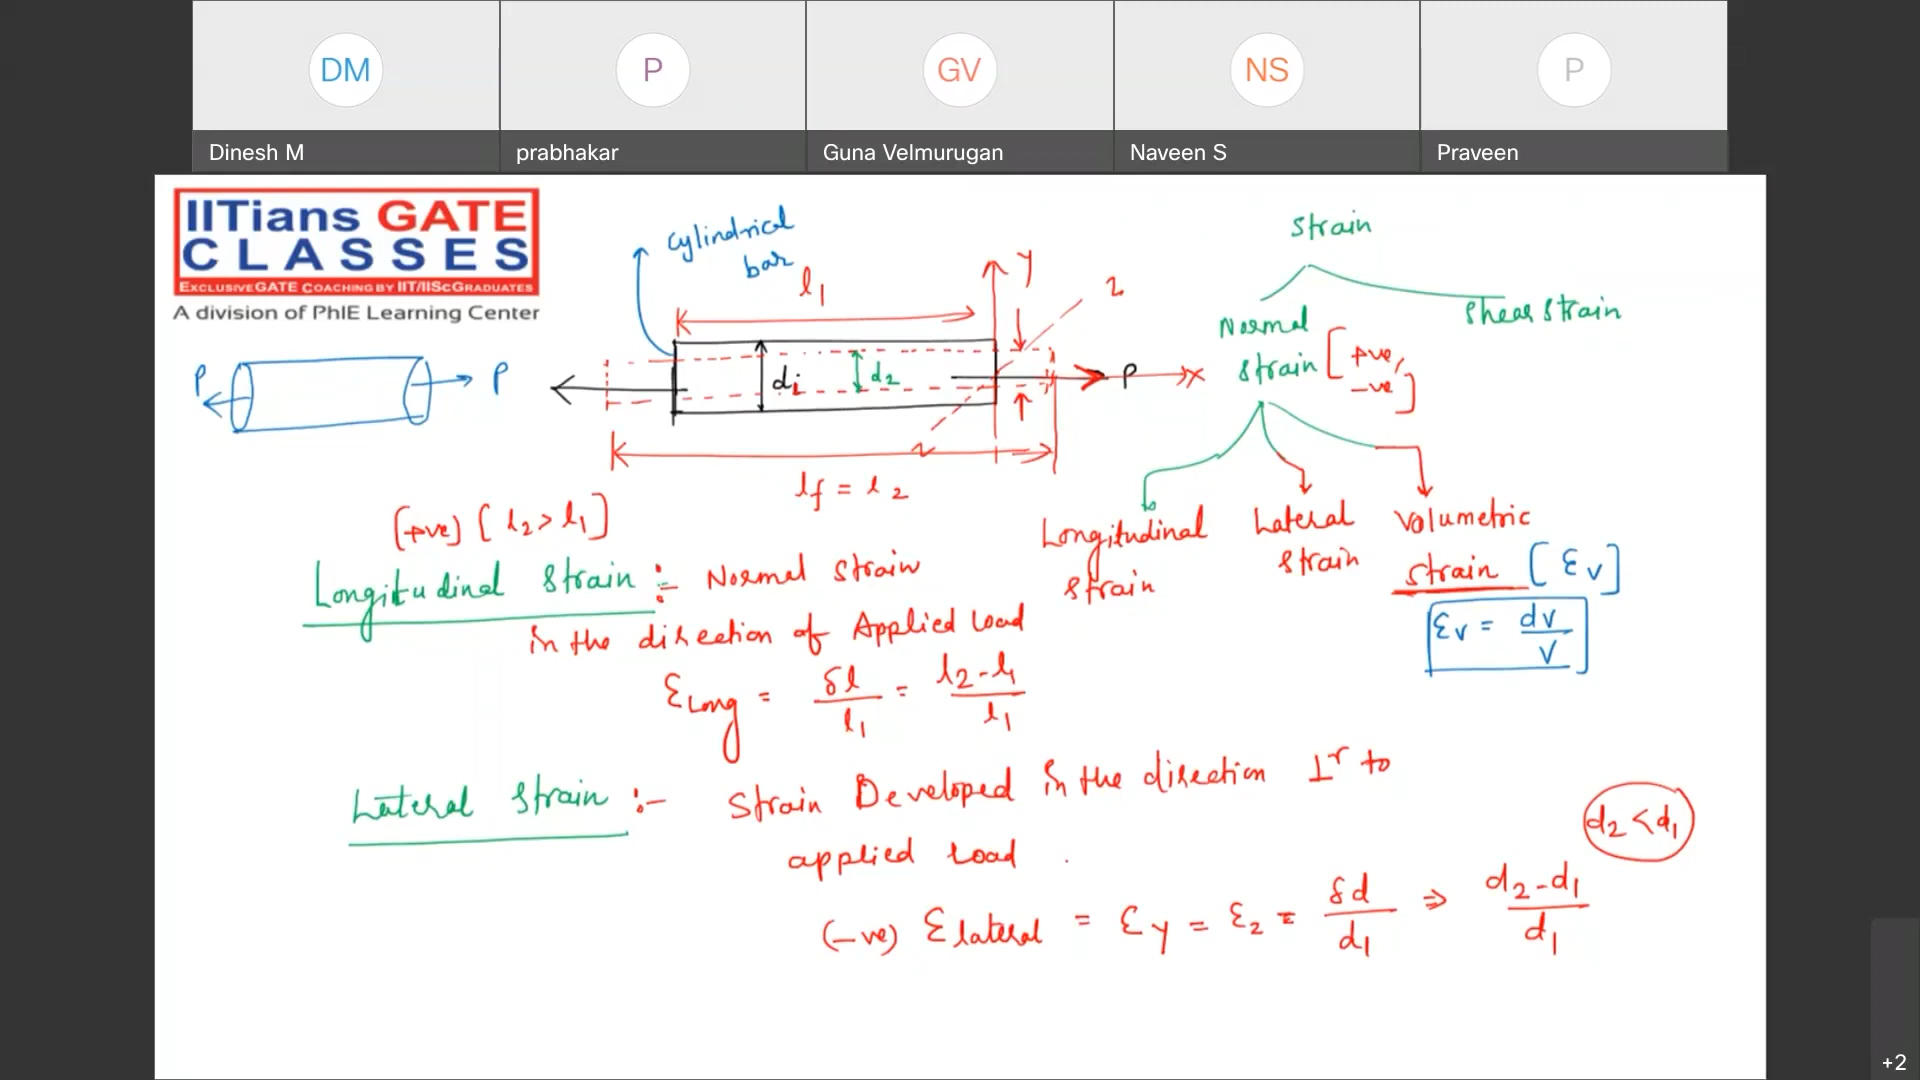 DM
P
GV
NS
P
Dinesh M
prabhakar
Guna Velmurugan
Naveen S
Praveen
IITians GATE
CLASSES
EXCLUSIVE GATE COACHING BY IIT/IISc GRADUATES
A division of PhIE Learning Center
Cylindrical
bar
l1
Y
Z
d1
d2
P
X
Z
lf = l2
P
P
Strain
Normal
Strain [+ve,
-ve]
Shear Strain
Longitudinal
Strain
Lateral
Strain
Volumetric
Strain [εv]
εv = dv/v
(+ve) [l2 > l1]
Longitudinal Strain :- Normal Strain
in the direction of Applied Load
εLong = δl/l1 = l2-l1/l1
Lateral Strain :- Strain Developed in the direction ⊥r to
applied load .
d2 < d1
(-ve) εlateral = εy = εz = δd/d1 ⇒ d2-d1/d1
+2